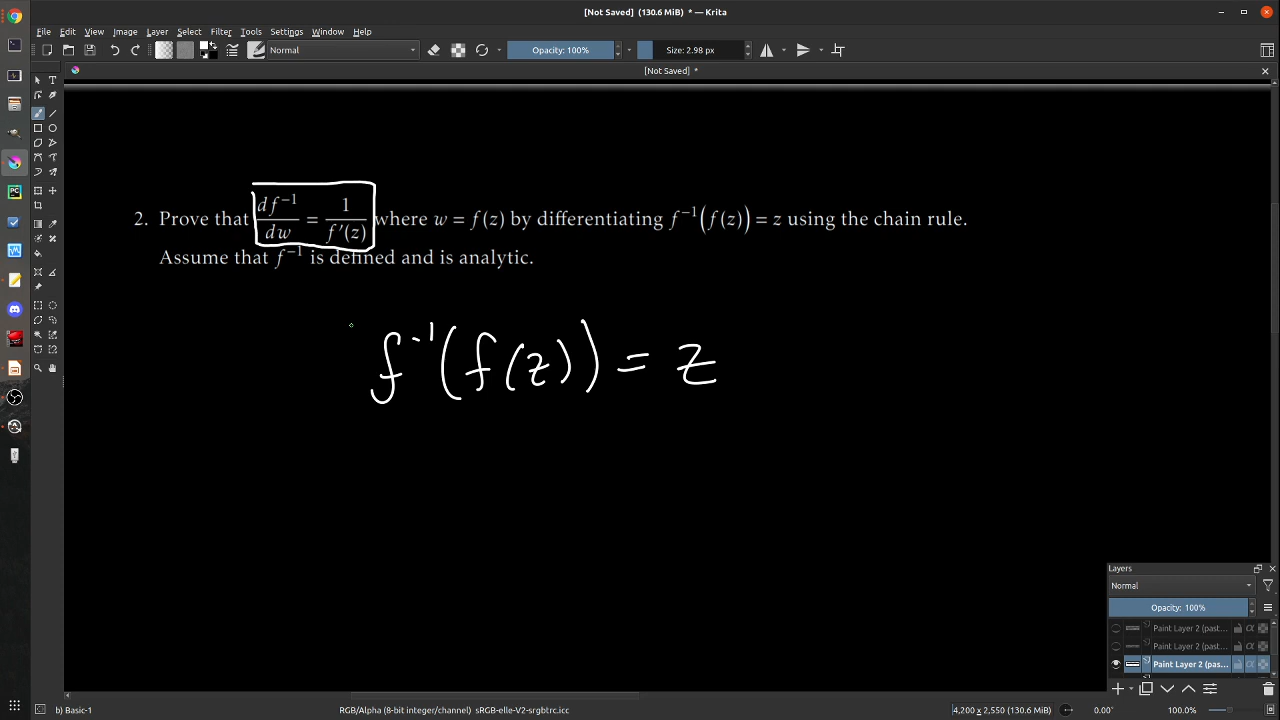 [Not Saved] (130.6 MiB) * — Krita
File Edit View Image Layer Select Filter Tools Settings Window Help
Normal Opacity: 100% Size: 2.98 px
[Not Saved] *
2. Prove that df⁻¹/dw = 1/f′(z) where w = f(z) by differentiating f⁻¹(f(z)) = z using the chain rule.
Assume that f⁻¹ is defined and is analytic.
f⁻¹(f(z)) = z
Layers
Normal
Opacity: 100%
Paint Layer 2 (past...
Paint Layer 2 (past...
Paint Layer 2 (pas...
b) Basic-1 RGB/Alpha (8-bit integer/channel) sRGB-elle-V2-srgbtrc.icc 4,200 x 2,550 (130.6 MiB) 0.00° 100.0%